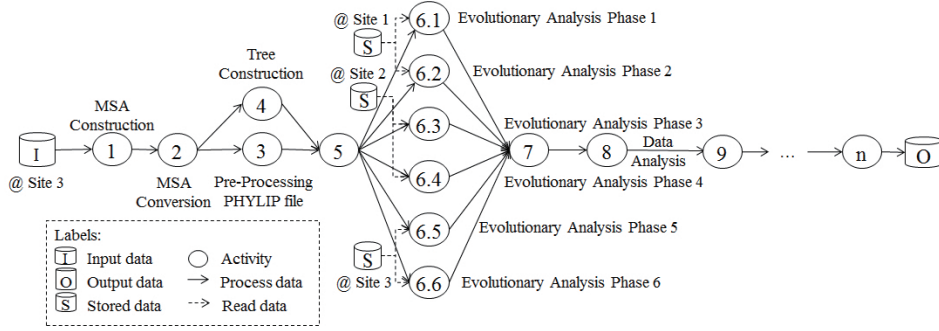 @ Site 1
S
6.1
Evolutionary Analysis Phase 1
@ Site 2
S
6.2
Evolutionary Analysis Phase 2
Tree
Construction
4
MSA
Construction
I
1
2
3
5
6.3
Evolutionary Analysis Phase 3
7
8
Data
Analysis
9
...
n
O
@ Site 3
MSA
Conversion
Pre-Processing
PHYLIP file
6.4
Evolutionary Analysis Phase 4
6.5
Evolutionary Analysis Phase 5
S
@ Site 3
6.6
Evolutionary Analysis Phase 6
Labels:
I Input data
Activity
O Output data
Process data
S Stored data
Read data